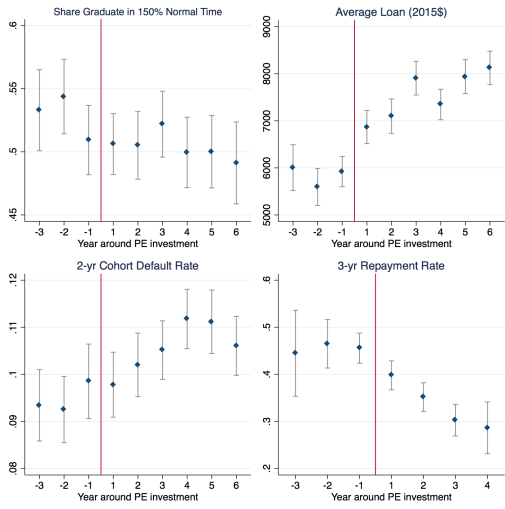 Share Graduate in 150% Normal Time
.6
.55
.5
.45
-3 -2 -1 1 2 3 4 5 6
Year around PE investment
Average Loan (2015$)
9000
8000
7000
6000
5000
-3 -2 -1 1 2 3 4 5 6
Year around PE investment
2-yr Cohort Default Rate
.12
.11
.1
.09
.08
-3 -2 -1 1 2 3 4 5 6
Year around PE investment
3-yr Repayment Rate
.6
.5
.4
.3
.2
-3 -2 -1 1 2 3 4
Year around PE investment